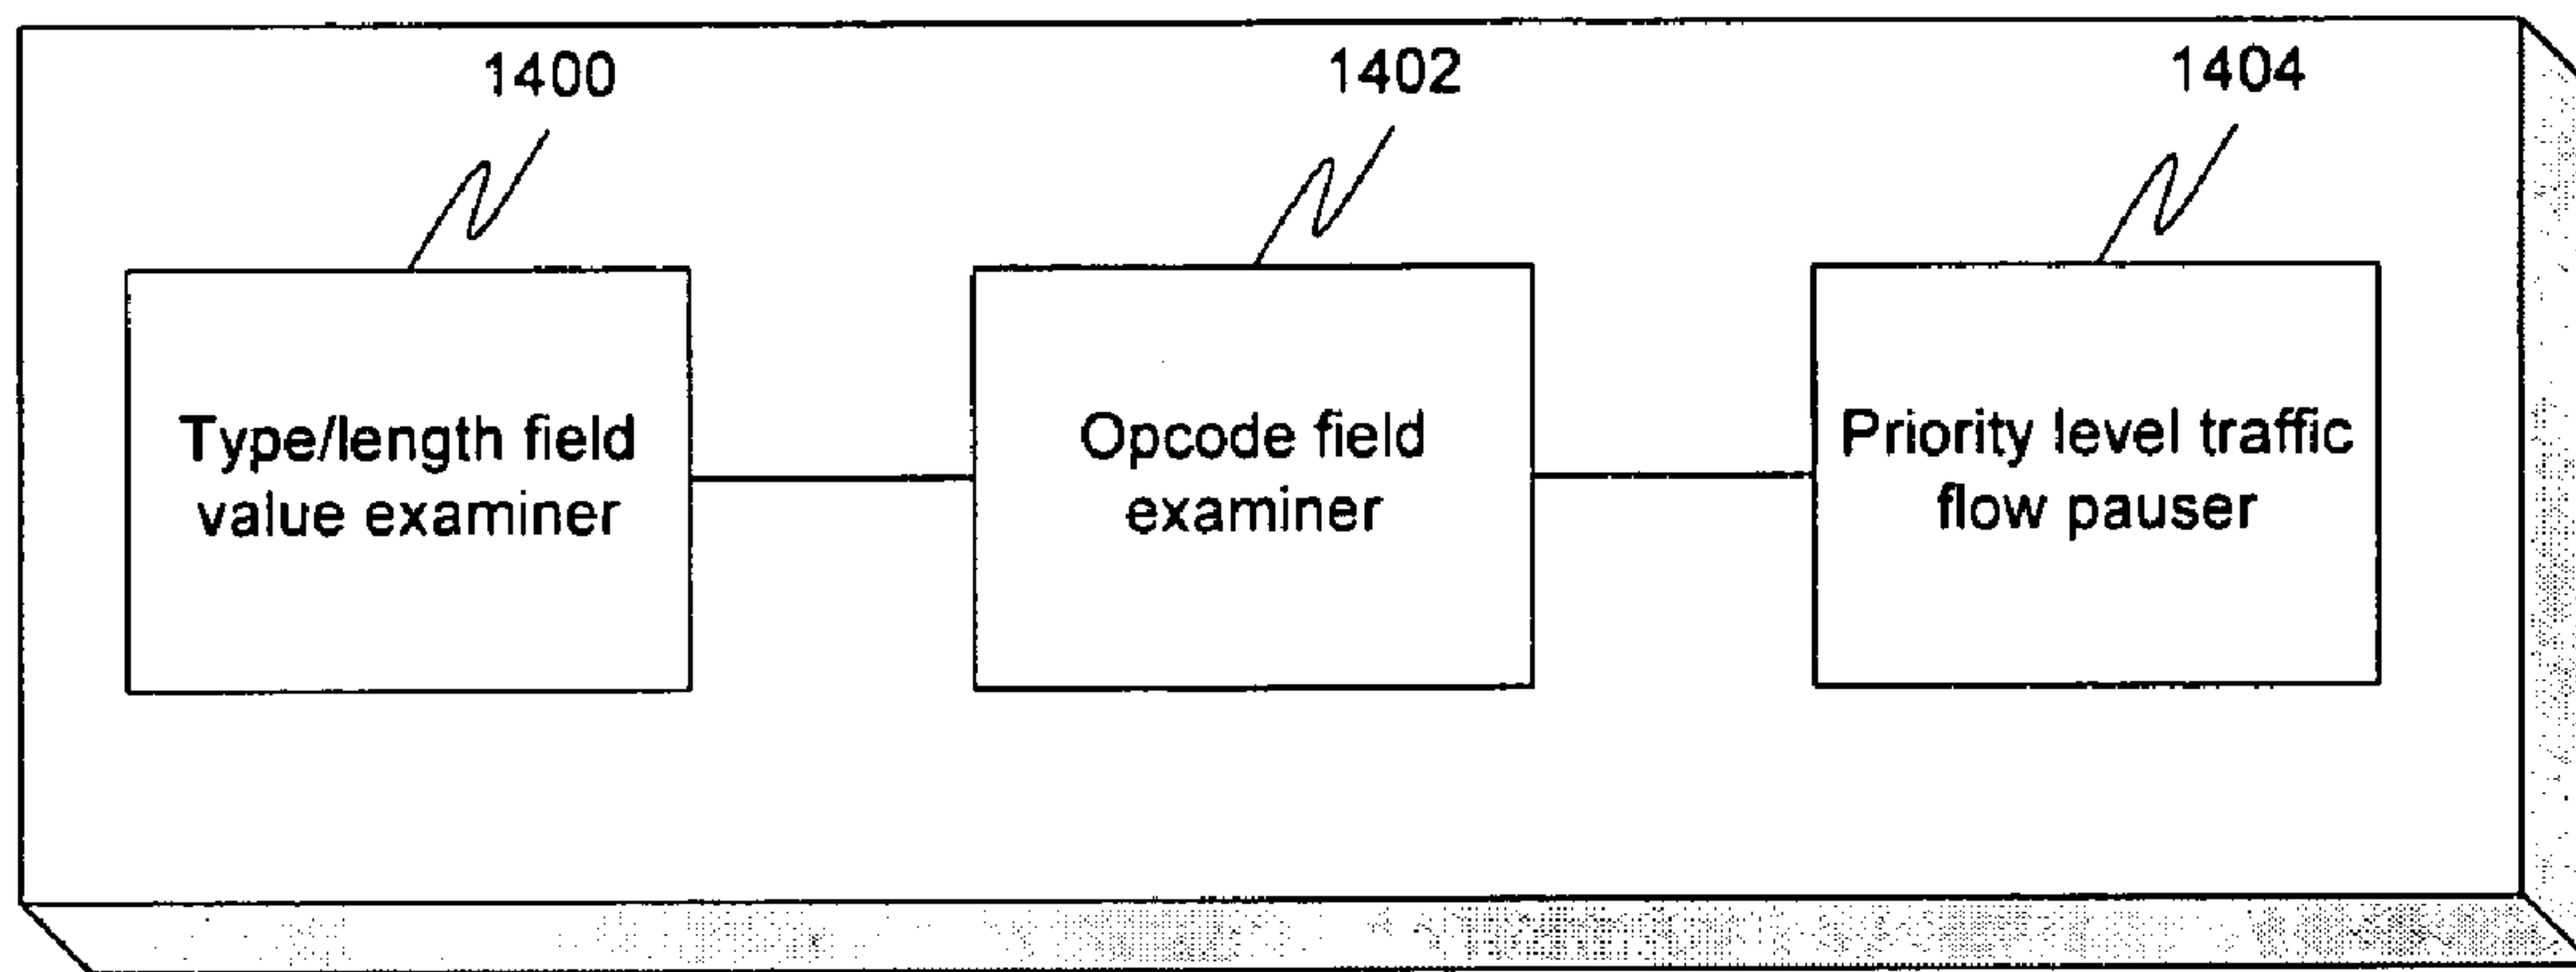 1400
1402
1404
Type/length field
value examiner
Opcode field
examiner
Priority level traffic
flow pauser